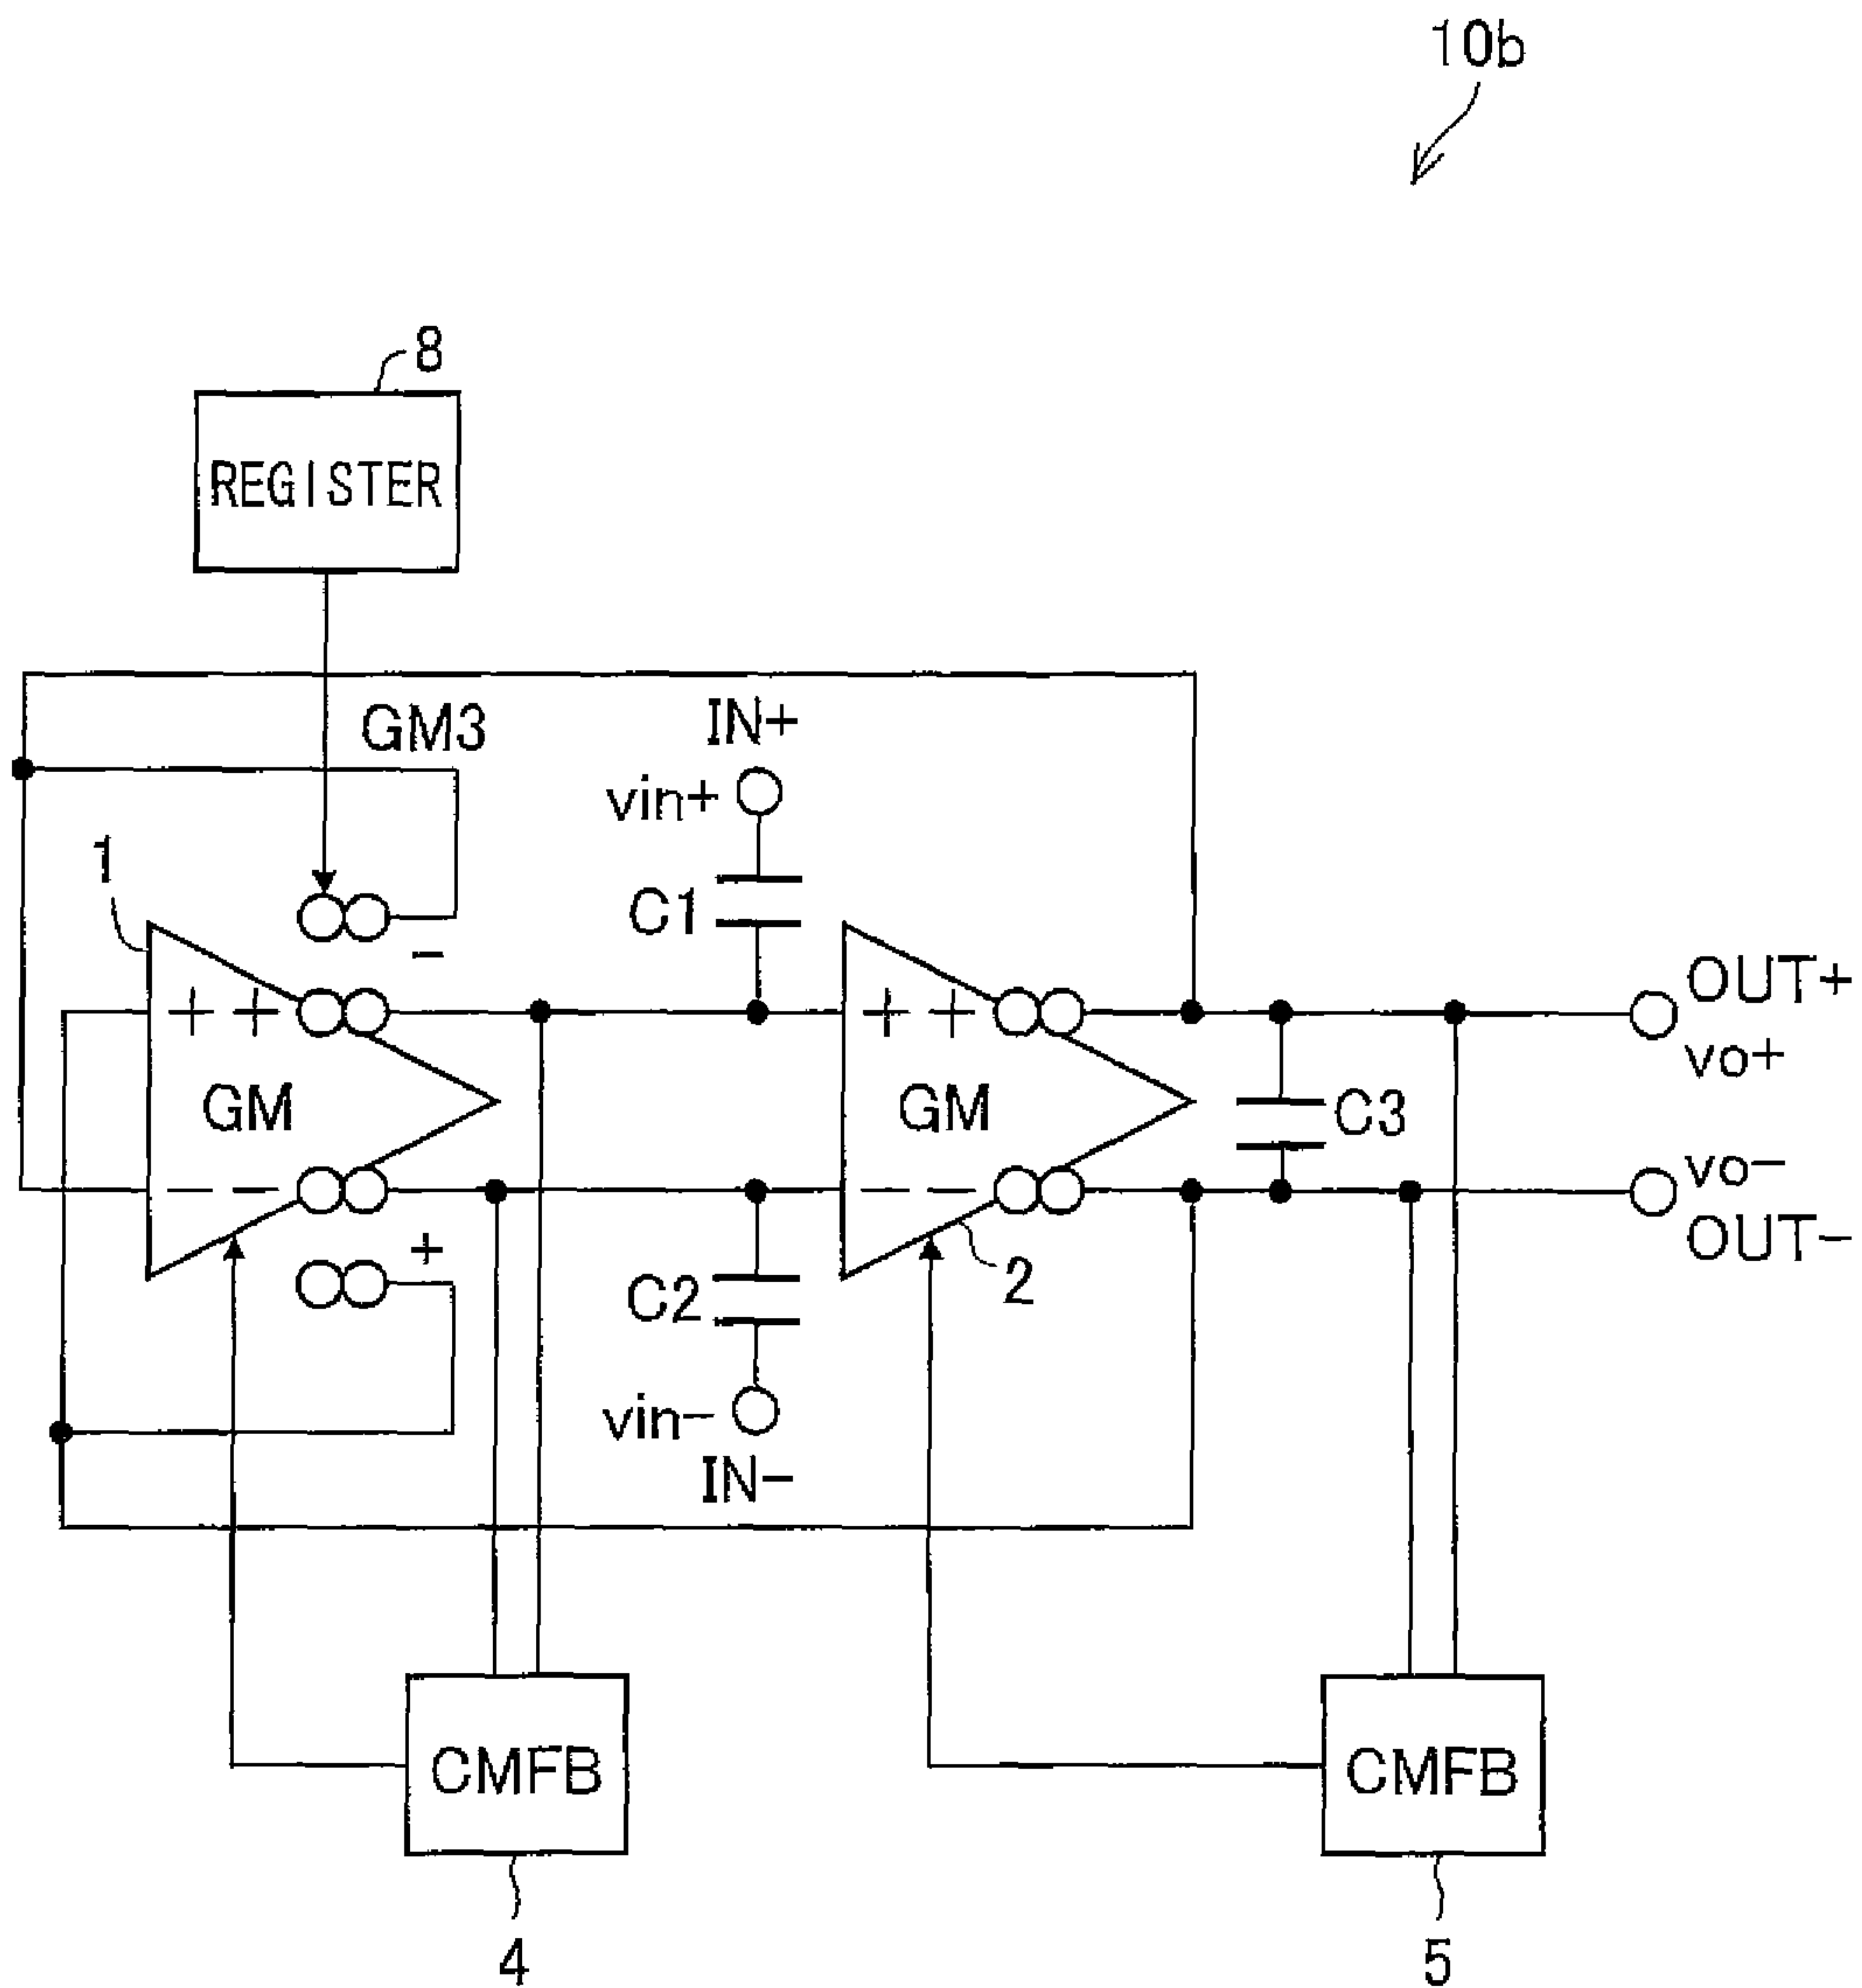 10b
8
REGISTER
GM3
IN+
vin+
1
C1
-
+ +
+ +
OUT+
vo+
GM
GM
C3
- -
- -
vo-
OUT-
+
2
C2
vin-
IN-
CMFB
CMFB
4
5